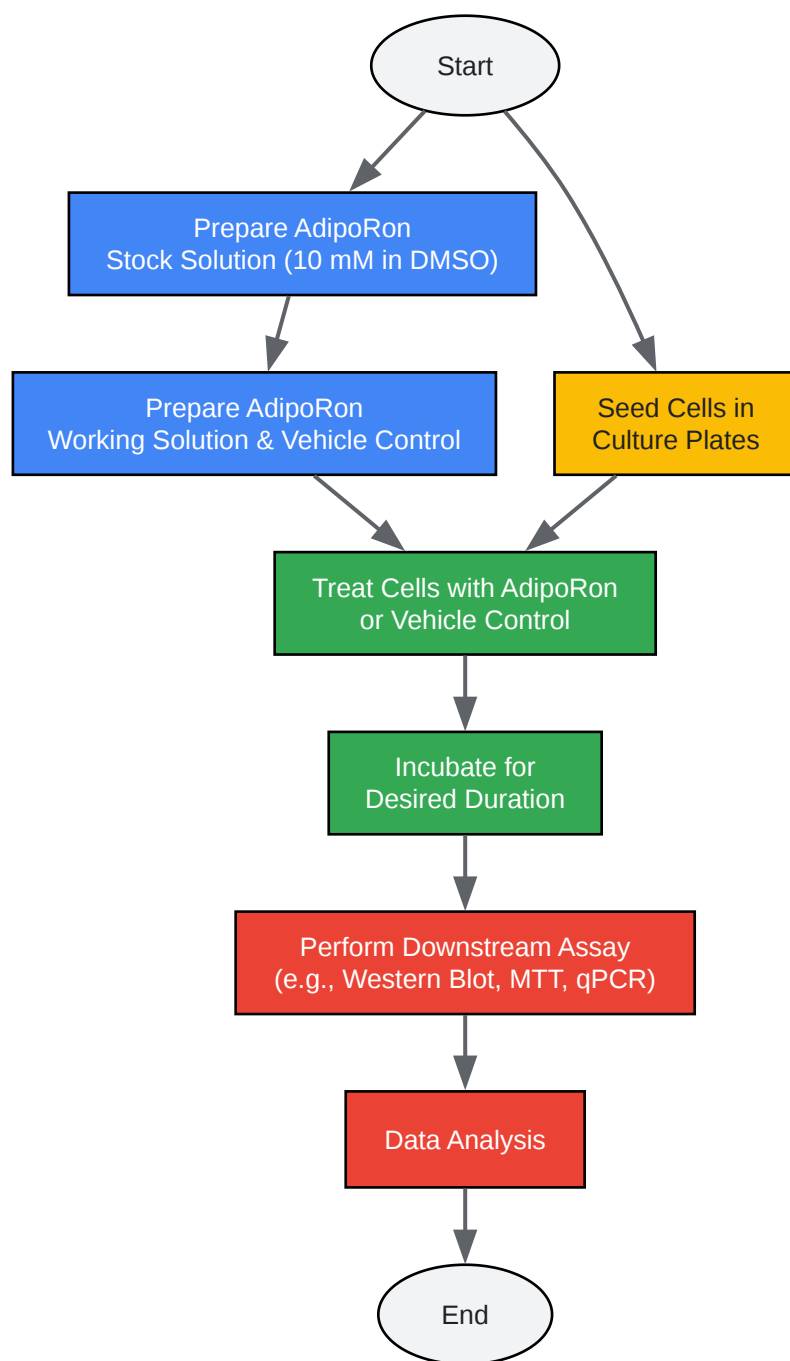 Start
Prepare AdipoRon
Stock Solution (10 mM in DMSO)
Prepare AdipoRon
Working Solution & Vehicle Control
Seed Cells in
Culture Plates
Treat Cells with AdipoRon
or Vehicle Control
Incubate for
Desired Duration
Perform Downstream Assay
(e.g., Western Blot, MTT, qPCR)
Data Analysis
End